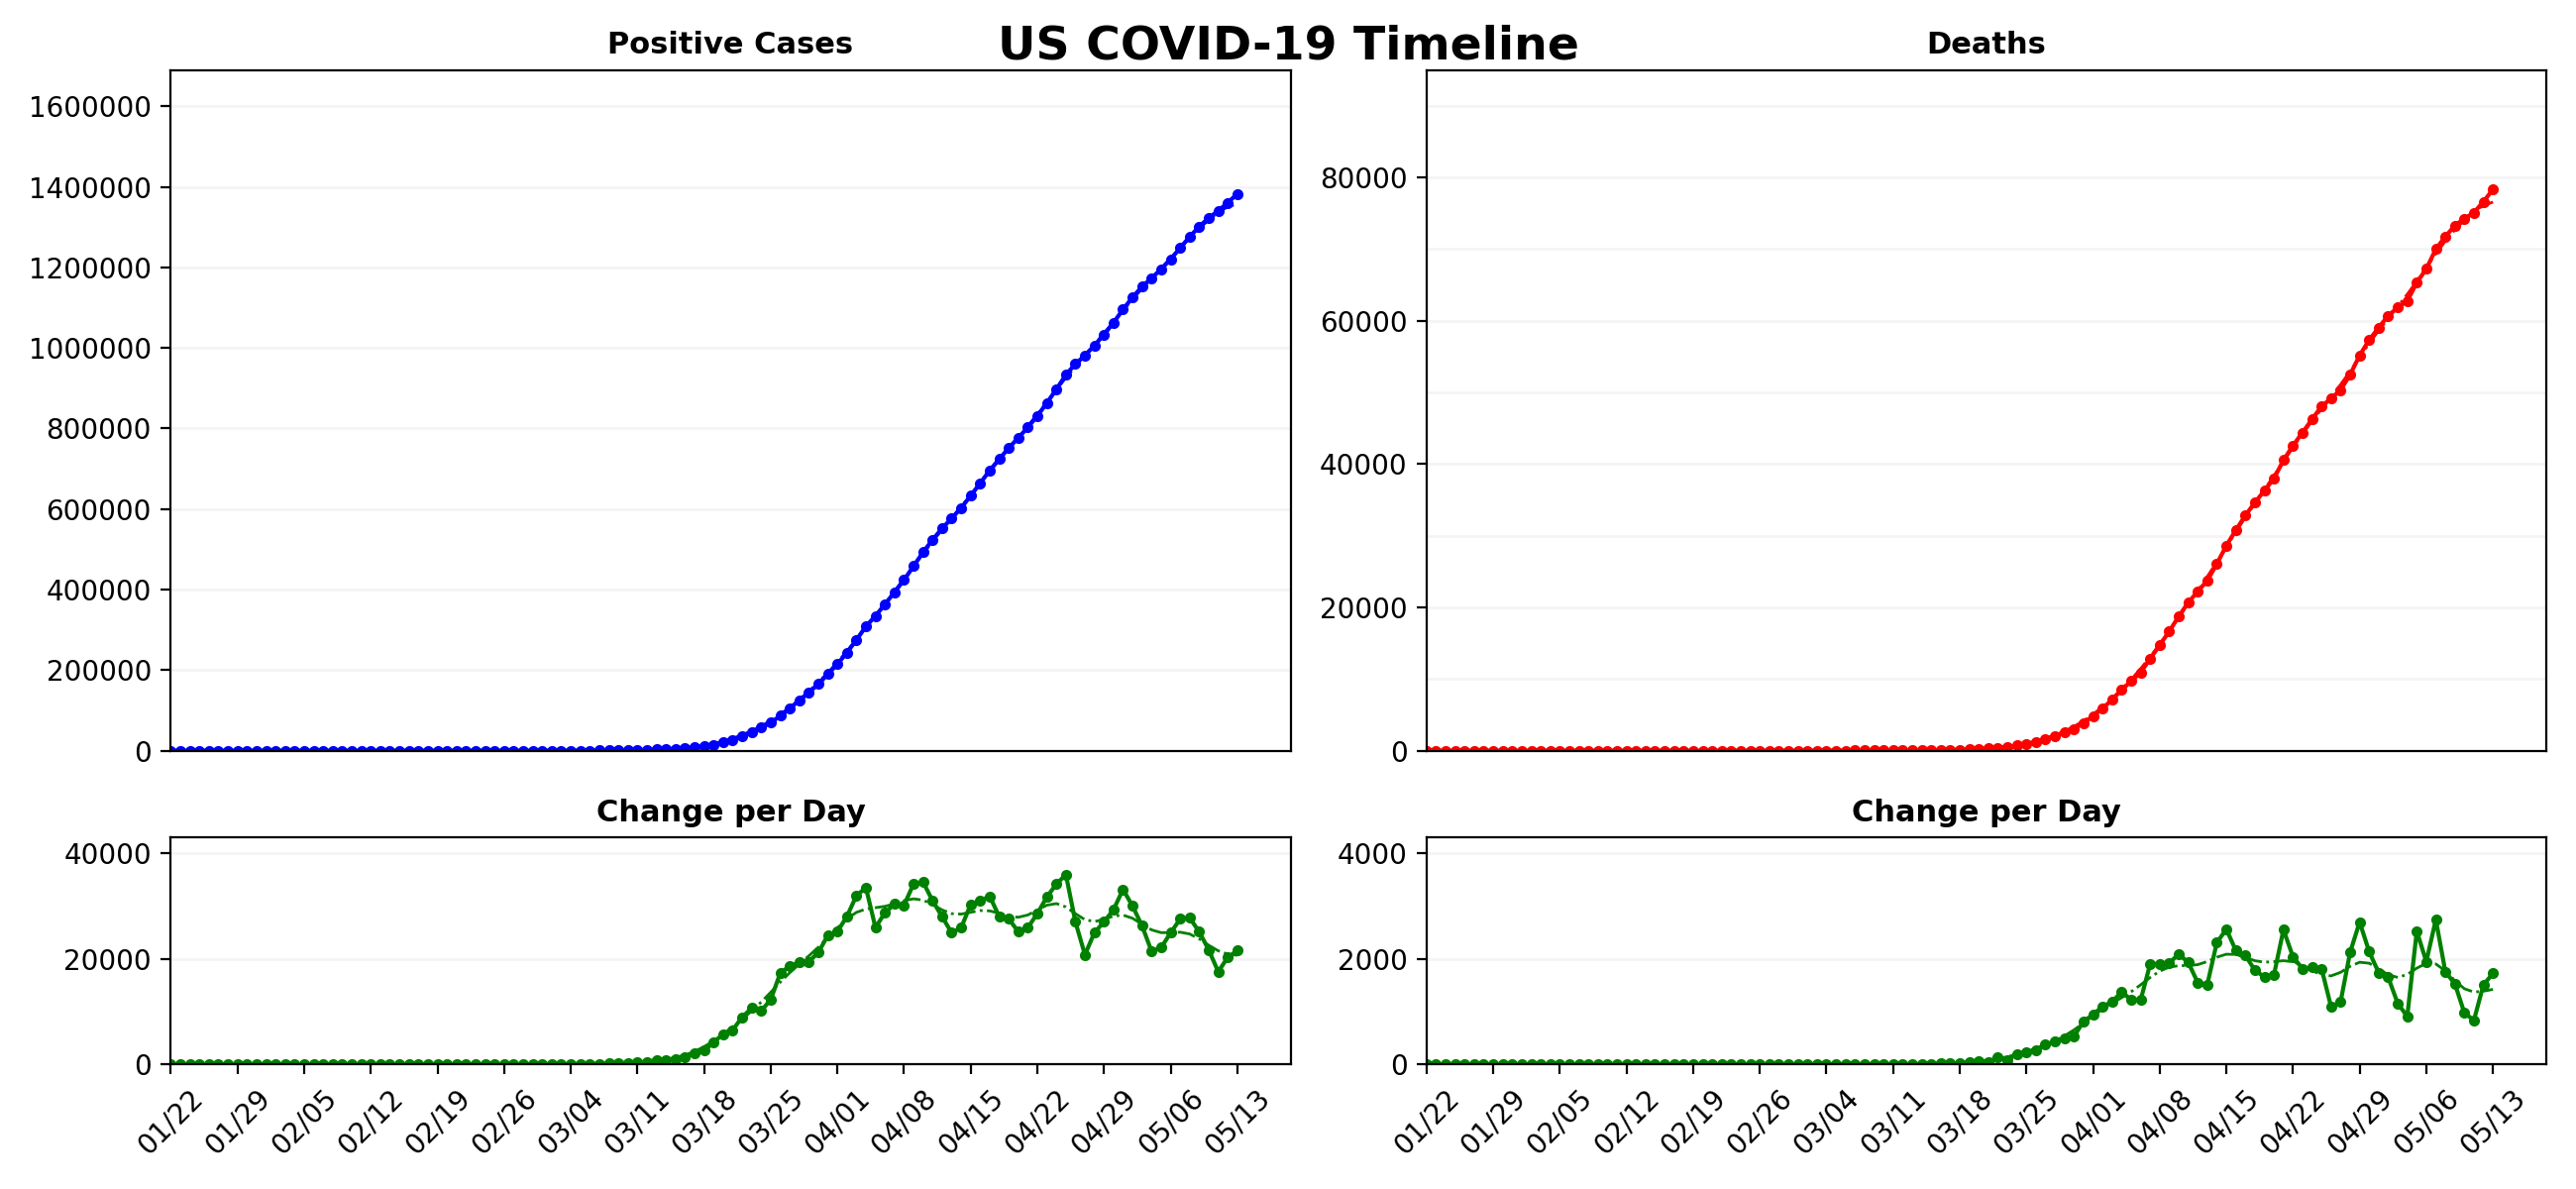 US COVID-19 Timeline
Positive Cases
1600000
1400000
1200000
1000000
800000
600000
400000
200000
0
Deaths
80000
60000
40000
20000
0
Change per Day
40000
20000
0
01/22 01/29 02/05 02/12 02/19 02/26 03/04 03/11 03/18 03/25 04/01 04/08 04/15 04/22 04/29 05/06 05/13
Change per Day
4000
2000
0
01/22 01/29 02/05 02/12 02/19 02/26 03/04 03/11 03/18 03/25 04/01 04/08 04/15 04/22 04/29 05/06 05/13